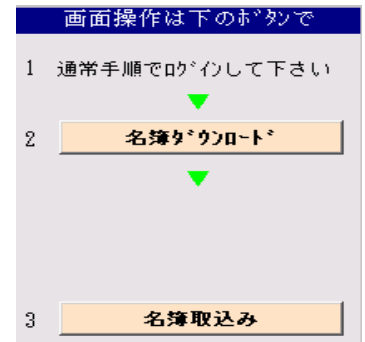 画面操作は下のﾎﾞﾀﾝで
1 通常手順でﾛｸﾞｲﾝして下さい
2 名簿ﾀﾞｳﾝﾛｰﾄﾞ
3 名簿取込み